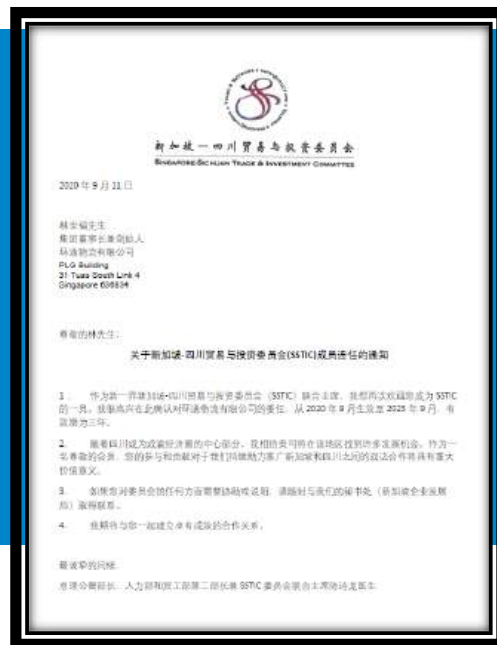 新加坡一四川贸易与投资委员会
SINGAPORE-SICHUAN TRADE & INVESTMENT COMMITTEE
2020 年 9 月 11 日
林安福先生
集团董事长兼创始人
环通物流有限公司
PLG Building
31 Tuas South Link 4
Singapore 636834
尊敬的林先生:
关于新加坡-四川贸易与投资委员会(SSTIC)成员连任的通知
1. 作为新一界新加坡-四川贸易与投资委员会 (SSTIC) 联合主席,我想再次欢迎您成为 SSTIC
的一员。我很高兴在此确认对环通物流有限公司的委任,从 2020 年 9 月生效至 2023 年 9 月,有
效期为三年。
2. 随着四川成为成渝经济圈的中心部分,我相信贵司将在该地区找到许多发展机会。作为一
名尊敬的会员,您的参与和贡献对于我们持续助力推广新加坡和四川之间的双边合作将具有重大
价值意义。
3. 如果您对委员会的任何方面需要协助或说明,请随时与我们的秘书处(新加坡企业发展
局)取得联系。
4. 我期待与您一起建立卓有成效的合作关系。
最诚挚的问候
总理公署部长、人力部和
第二部长兼 SSTIC 委员会联合主席陈诗龙医生